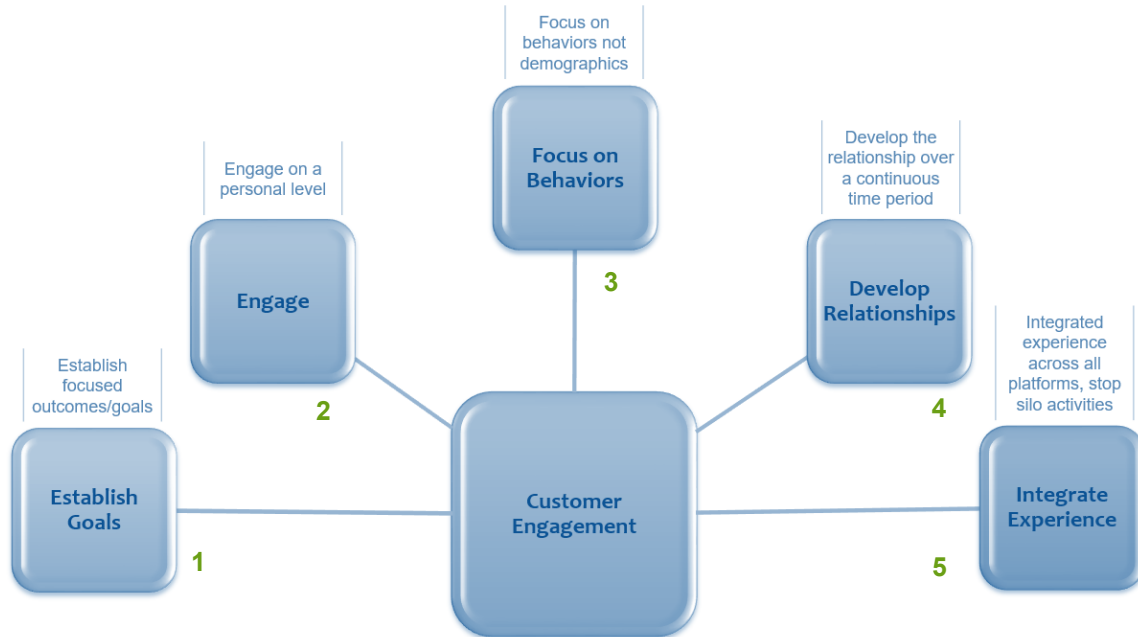 Establish
focused
outcomes/goals
Establish
Goals
1
Engage on a
personal level
Engage
2
Focus on
behaviors not
demographics
Focus on
Behaviors
3
Develop the
relationship over
a continuous
time period
Develop
Relationships
4
Integrated
experience
across all
platforms, stop
silo activities
Integrate
Experience
5
Customer
Engagement